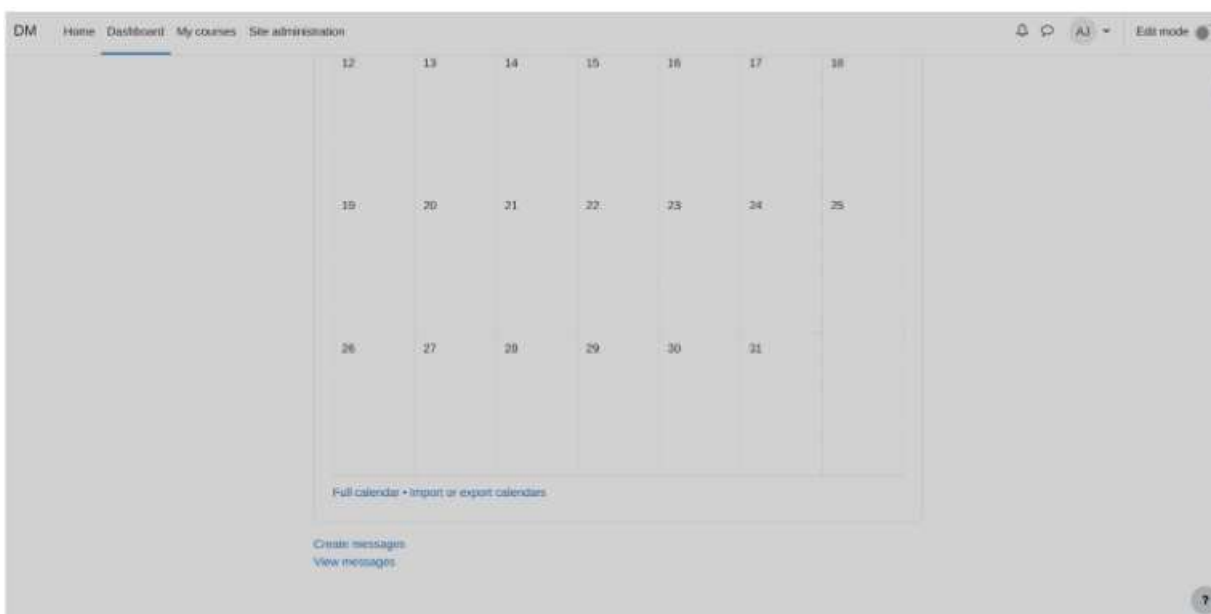 DM Home Dashboard My courses Site administration AJ Edit mode
12 13 14 15 16 17 18
19 20 21 22 23 24 25
26 27 28 29 30 31
Full calendar • Import or export calendars
Create messages
View messages
?